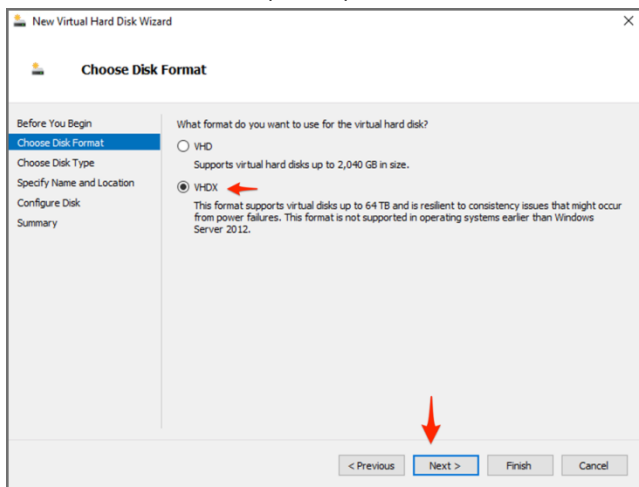 New Virtual Hard Disk Wizard
Choose Disk Format
Before You Begin
Choose Disk Format
Choose Disk Type
Specify Name and Location
Configure Disk
Summary
What format do you want to use for the virtual hard disk?
VHD
Supports virtual hard disks up to 2,040 GB in size.
VHDX
This format supports virtual disks up to 64 TB and is resilient to consistency issues that might occur
from power failures. This format is not supported in operating systems earlier than Windows
Server 2012.
< Previous
Next >
Finish
Cancel